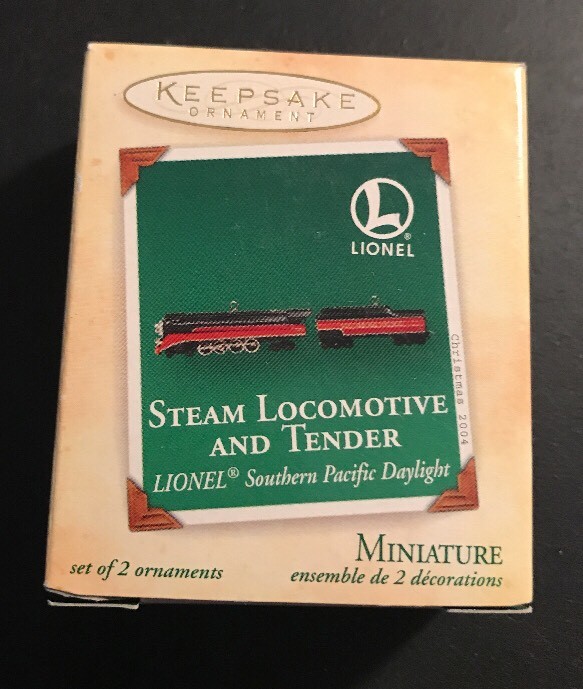 KEEPSAKE
ORNAMENT
L
®
LIONEL
Christmas 2004
STEAM LOCOMOTIVE
AND TENDER
LIONEL® Southern Pacific Daylight
MINIATURE
set of 2 ornaments
ensemble de 2 décorations